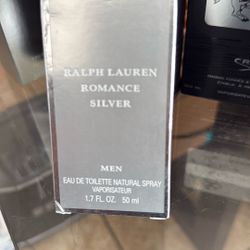 RALPH LAUREN
ROMANCE
SILVER
MEN
EAU DE TOILETTE NATURAL SPRAY
VAPORISATEUR
1.7 FL. OZ. 50 ml